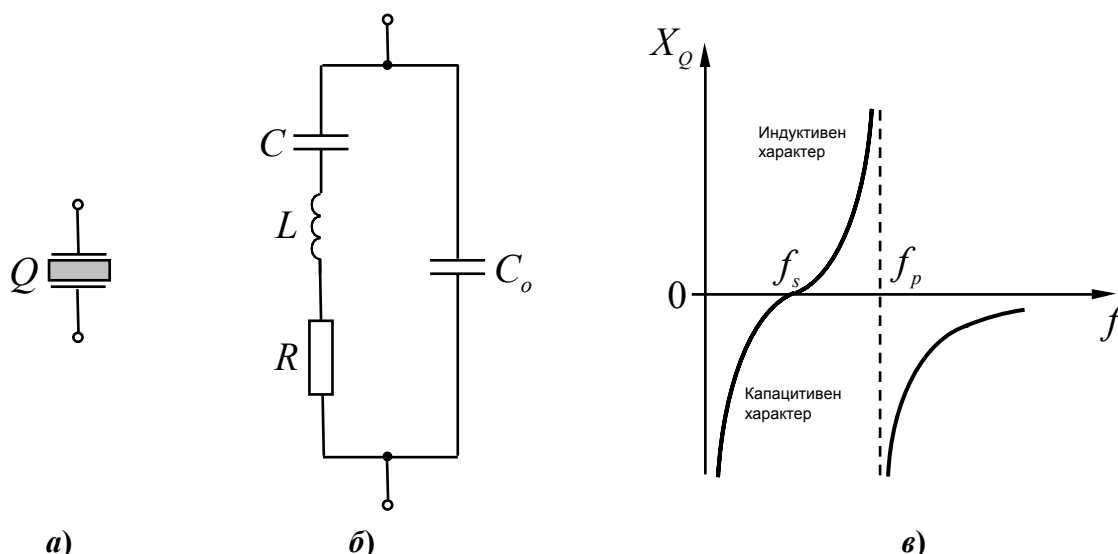 Q
а)
C
L
R
C_o
б)
X_Q
Индуктивен
характер
0
f_s
f_p
f
Капацитивен
характер
в)